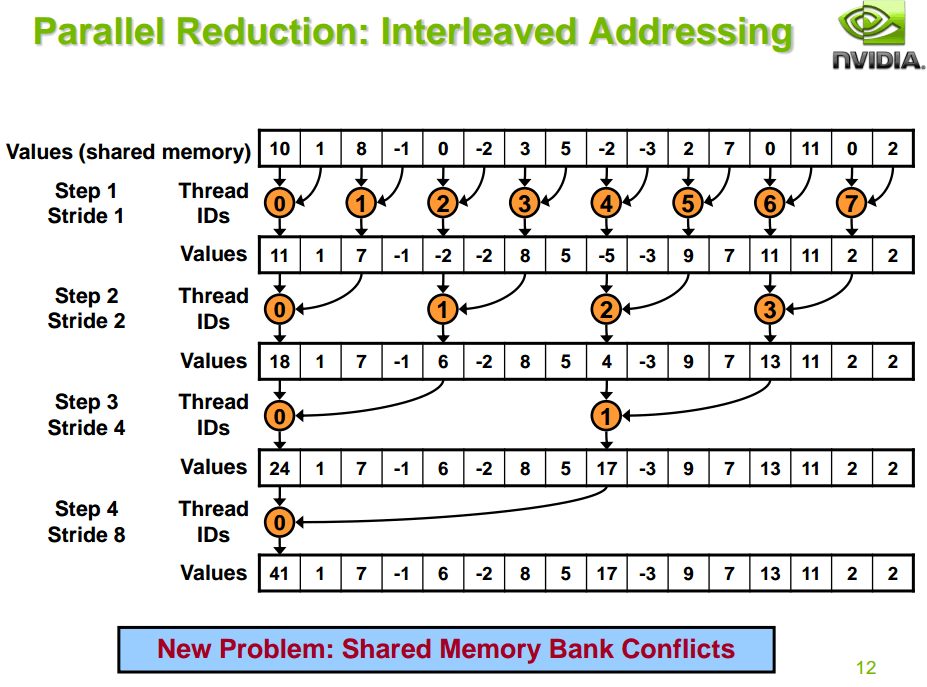 Parallel Reduction: Interleaved Addressing
NVIDIA.
Values (shared memory) 10 1 8 -1 0 -2 3 5 -2 -3 2 7 0 11 0 2
Step 1 Thread 0 1 2 3 4 5 6 7
Stride 1 IDs
Values 11 1 7 -1 -2 -2 8 5 -5 -3 9 7 11 11 2 2
Step 2 Thread 0 1 2 3
Stride 2 IDs
Values 18 1 7 -1 6 -2 8 5 4 -3 9 7 13 11 2 2
Step 3 Thread 0 1
Stride 4 IDs
Values 24 1 7 -1 6 -2 8 5 17 -3 9 7 13 11 2 2
Step 4 Thread 0
Stride 8 IDs
Values 41 1 7 -1 6 -2 8 5 17 -3 9 7 13 11 2 2
New Problem: Shared Memory Bank Conflicts
12